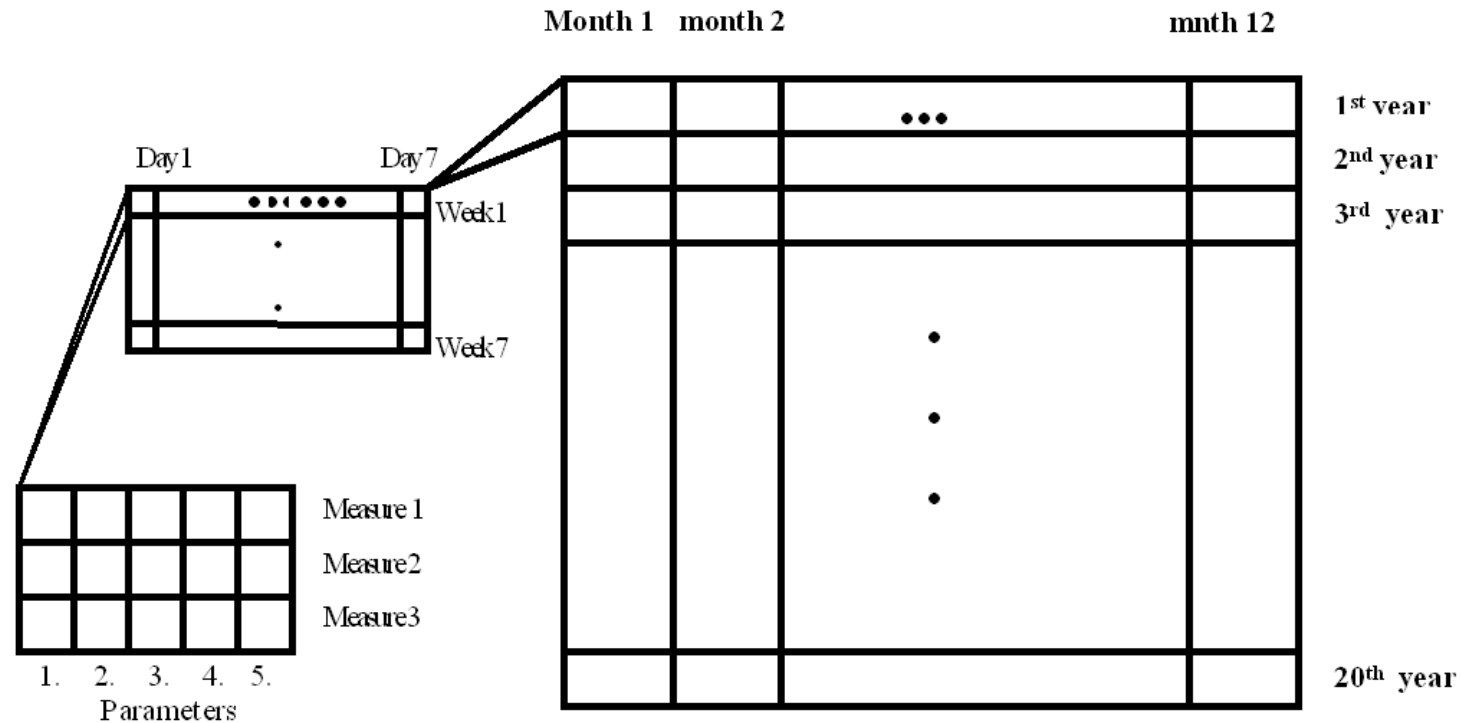 Month 1 month 2 mnth 12
1st year
2nd year
3rd year
20th year
Day1 Day7
Week1
Week7
Measure 1
Measure2
Measure3
1. 2. 3. 4. 5.
Parameters